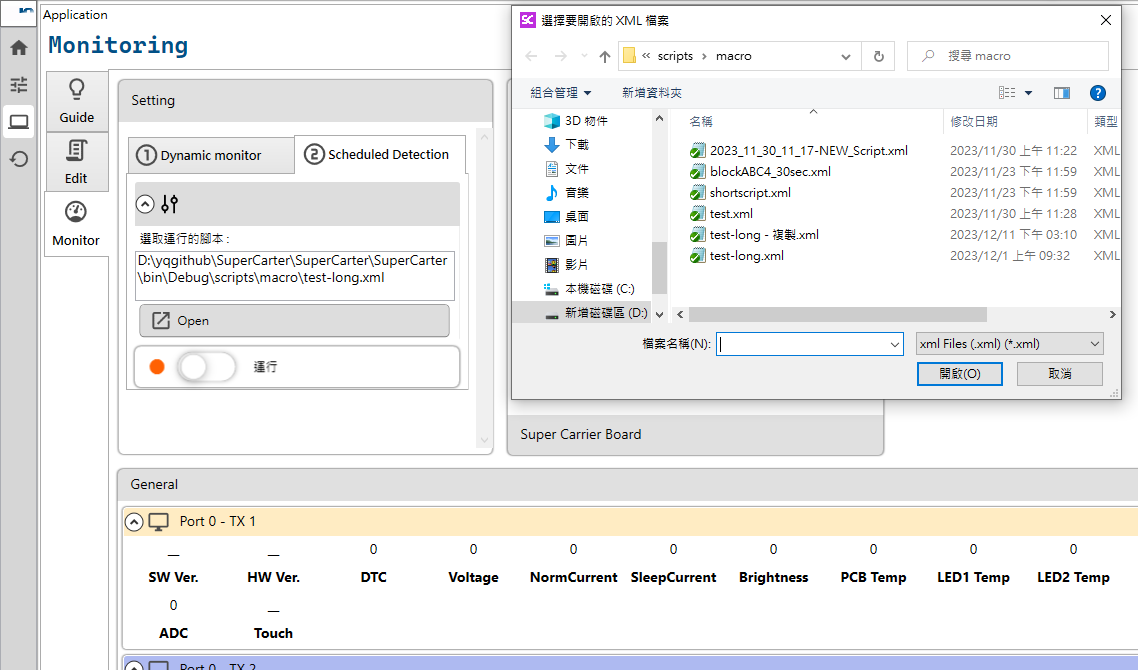 Application
Monitoring
Guide
Edit
Monitor
Setting
1 Dynamic monitor
2 Scheduled Detection
選取運行的腳本 :
D:\yqgithub\SuperCarter\SuperCarter\SuperCarter
\bin\Debug\scripts\macro\test-long.xml
Open
運行
SC 選擇要開啟的 XML 檔案
« scripts › macro
搜尋 macro
組合管理 新增資料夾
3D 物件
下載
文件
音樂
桌面
圖片
影片
本機磁碟 (C:)
新增磁碟區 (D:)
名稱 修改日期 類型
2023_11_30_11_17-NEW_Script.xml 2023/11/30 上午 11:22 XML
blockABC4_30sec.xml 2023/11/23 下午 11:59 XML
shortscript.xml 2023/11/23 下午 11:59 XML
test.xml 2023/11/30 上午 11:28 XML
test-long - 複製.xml 2023/12/11 下午 03:10 XML
test-long.xml 2023/12/1 上午 09:32 XML
檔案名稱(N):
xml Files (.xml) (*.xml)
開啟(O) 取消
Super Carrier Board
General
Port 0 - TX 1
__ __ 0 0 0 0 0 0 0 0
SW Ver. HW Ver. DTC Voltage NormCurrent SleepCurrent Brightness PCB Temp LED1 Temp LED2 Temp
0 __
ADC Touch
Port 0 - TX 2